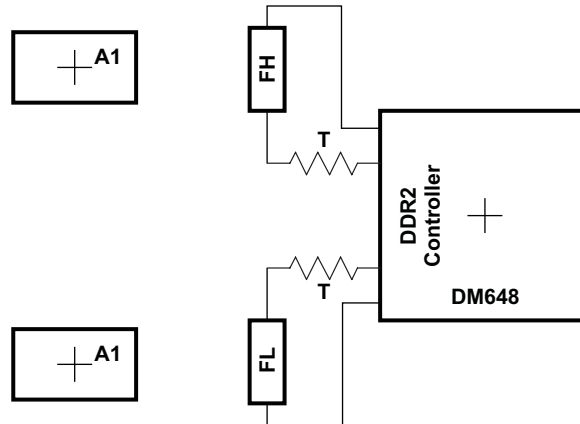 A1
FH
T
DDR2
Controller
DM648
T
A1
FL